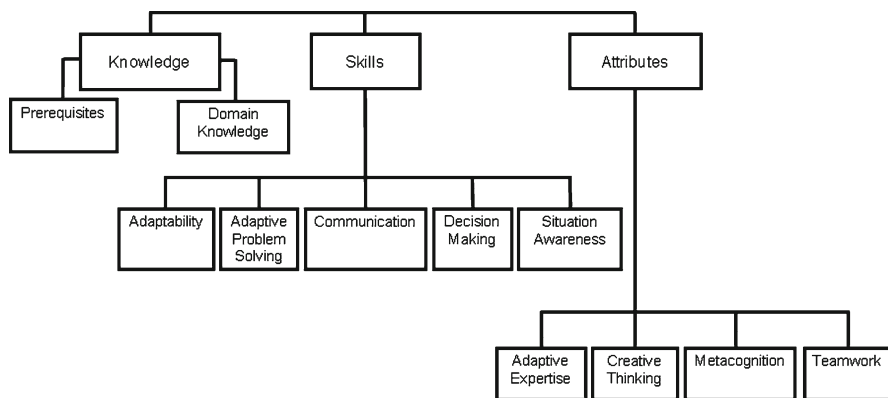 Knowledge
Skills
Attributes
Prerequisites
Domain
Knowledge
Adaptability
Adaptive
Problem
Solving
Communication
Decision
Making
Situation
Awareness
Adaptive
Expertise
Creative
Thinking
Metacognition
Teamwork